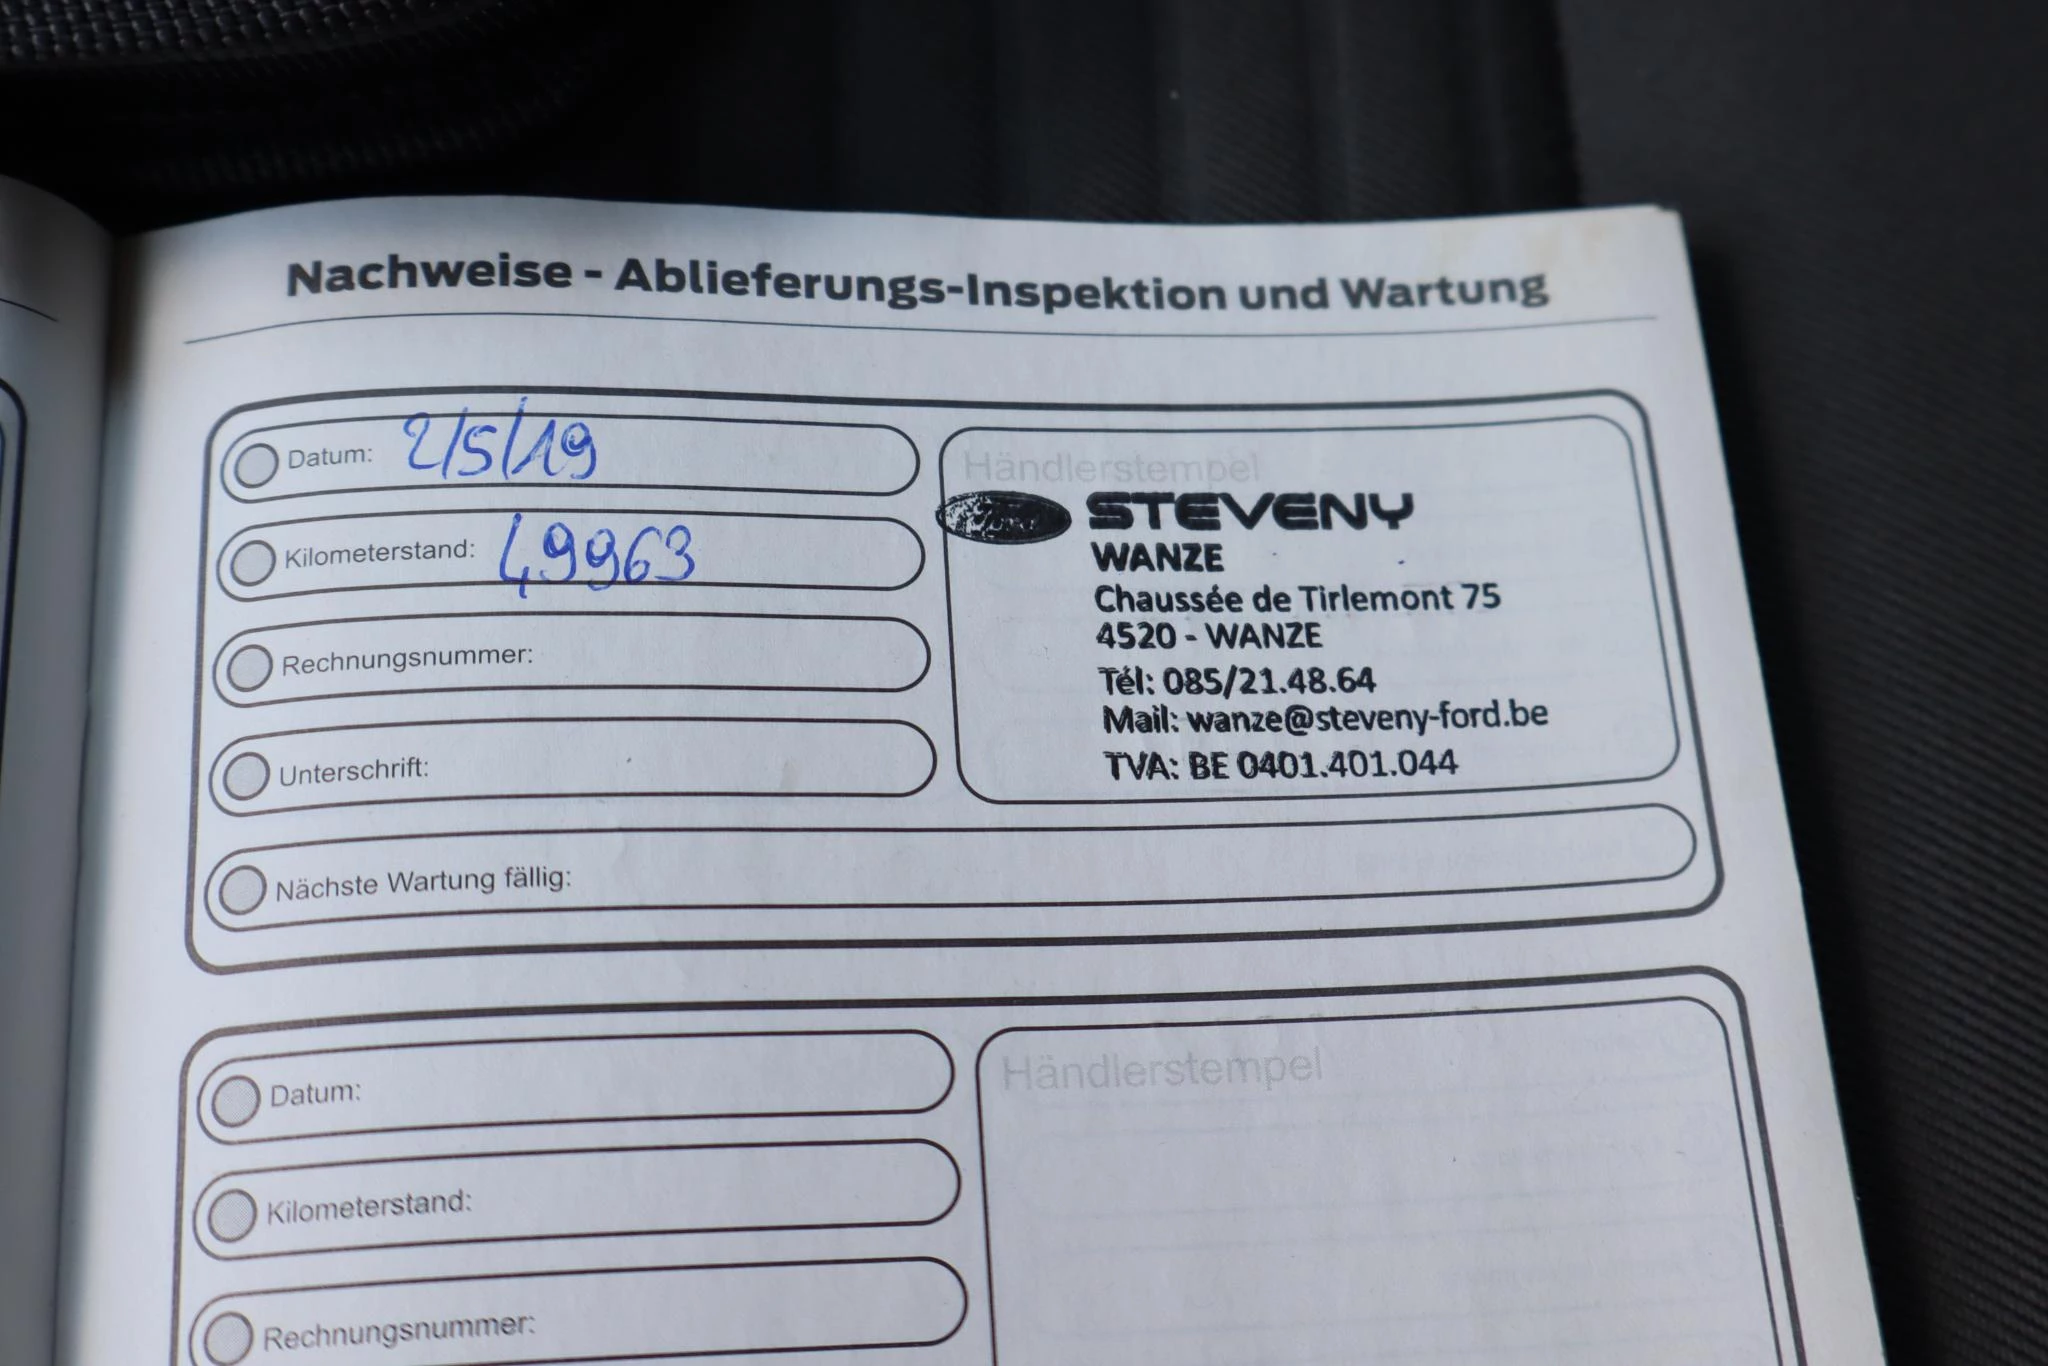 Nachweise - Ablieferungs-Inspektion und Wartung
Datum: 2/5/19
Kilometerstand: 49963
Rechnungsnummer:
Unterschrift:
Nächste Wartung fällig:
Händlerstempel
Ford STEVENY
WANZE
Chaussée de Tirlemont 75
4520 - WANZE
Tél: 085/21.48.64
Mail: wanze@steveny-ford.be
TVA: BE 0401.401.044
Datum:
Kilometerstand:
Rechnungsnummer:
Händlerstempel